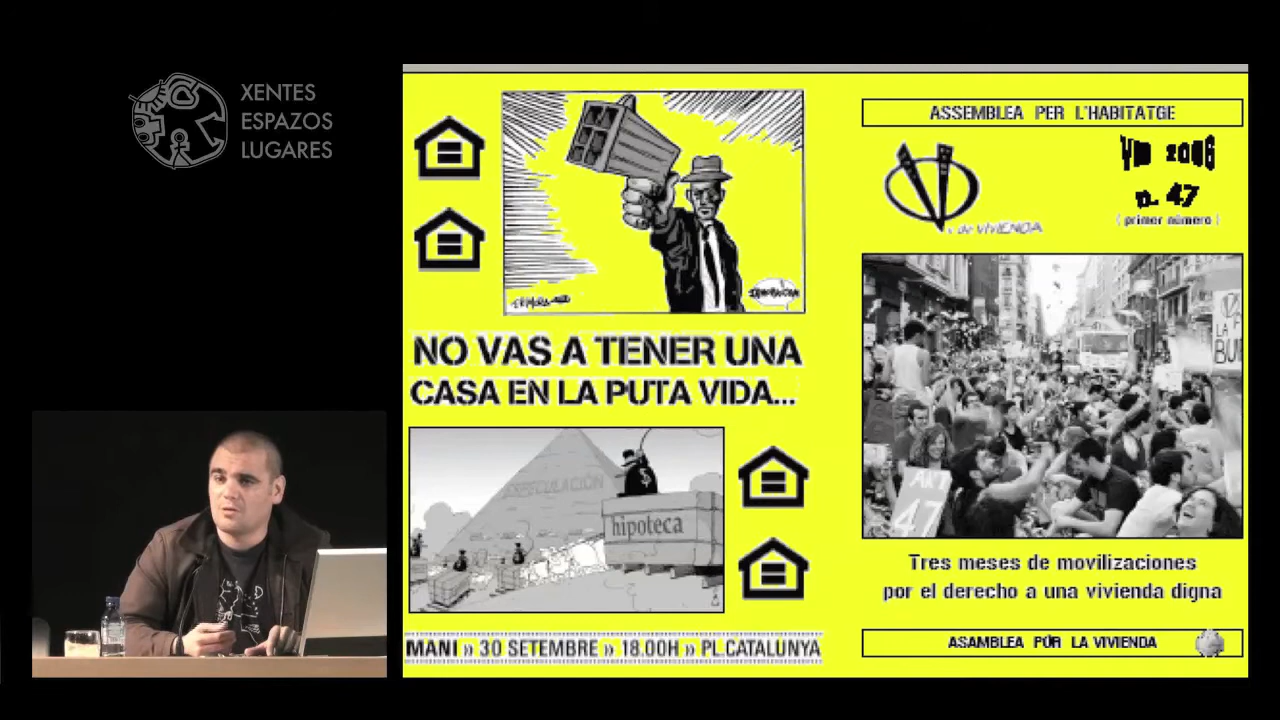 XENTES
ESPAZOS
LUGARES
NO VAS A TENER UNA
CASA EN LA PUTA VIDA...
ESPECULACIÓN
hipoteca
MANI » 30 SETEMBRE » 18.00H » PL.CATALUNYA
ASSEMBLEA PER L'HABITATGE
V
de VIVIENDA
VdV 2006
n. 47
( primer número )
LA
ART
47
Tres meses de movilizaciones
por el derecho a una vivienda digna
ASAMBLEA POR LA VIVIENDA